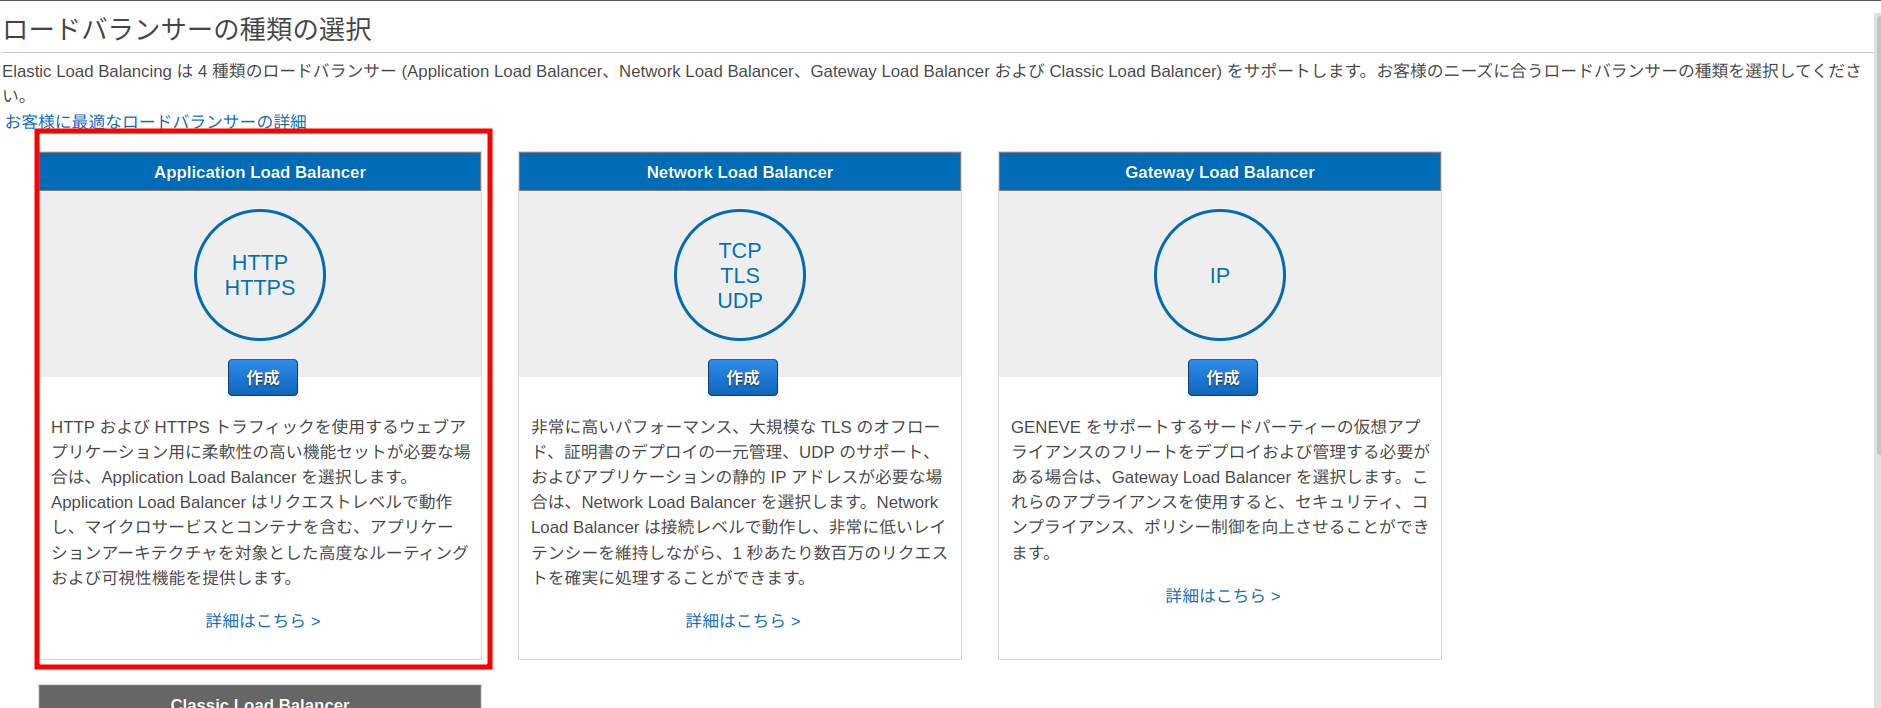 ロードバランサーの種類の選択
Elastic Load Balancing は 4 種類のロードバランサー (Application Load Balancer、Network Load Balancer、Gateway Load Balancer および Classic Load Balancer) をサポートします。お客様のニーズに合うロードバランサーの種類を選択してくださ
い。
お客様に最適なロードバランサーの詳細
Application Load Balancer
HTTP
HTTPS
作成
HTTP および HTTPS トラフィックを使用するウェブア
プリケーション用に柔軟性の高い機能セットが必要な場
合は、Application Load Balancer を選択します。
Application Load Balancer はリクエストレベルで動作
し、マイクロサービスとコンテナを含む、アプリケー
ションアーキテクチャを対象とした高度なルーティング
および可視性機能を提供します。
詳細はこちら >
Network Load Balancer
TCP
TLS
UDP
作成
非常に高いパフォーマンス、大規模な TLS のオフロー
ド、証明書のデプロイの一元管理、UDP のサポート、
およびアプリケーションの静的 IP アドレスが必要な場
合は、Network Load Balancer を選択します。Network
Load Balancer は接続レベルで動作し、非常に低いレイ
テンシーを維持しながら、1 秒あたり数百万のリクエス
トを確実に処理することができます。
詳細はこちら >
Gateway Load Balancer
IP
作成
GENEVE をサポートするサードパーティーの仮想アプ
ライアンスのフリートをデプロイおよび管理する必要が
ある場合は、Gateway Load Balancer を選択します。こ
れらのアプライアンスを使用すると、セキュリティ、コ
ンプライアンス、ポリシー制御を向上させることができ
ます。
詳細はこちら >
Classic Load Balancer